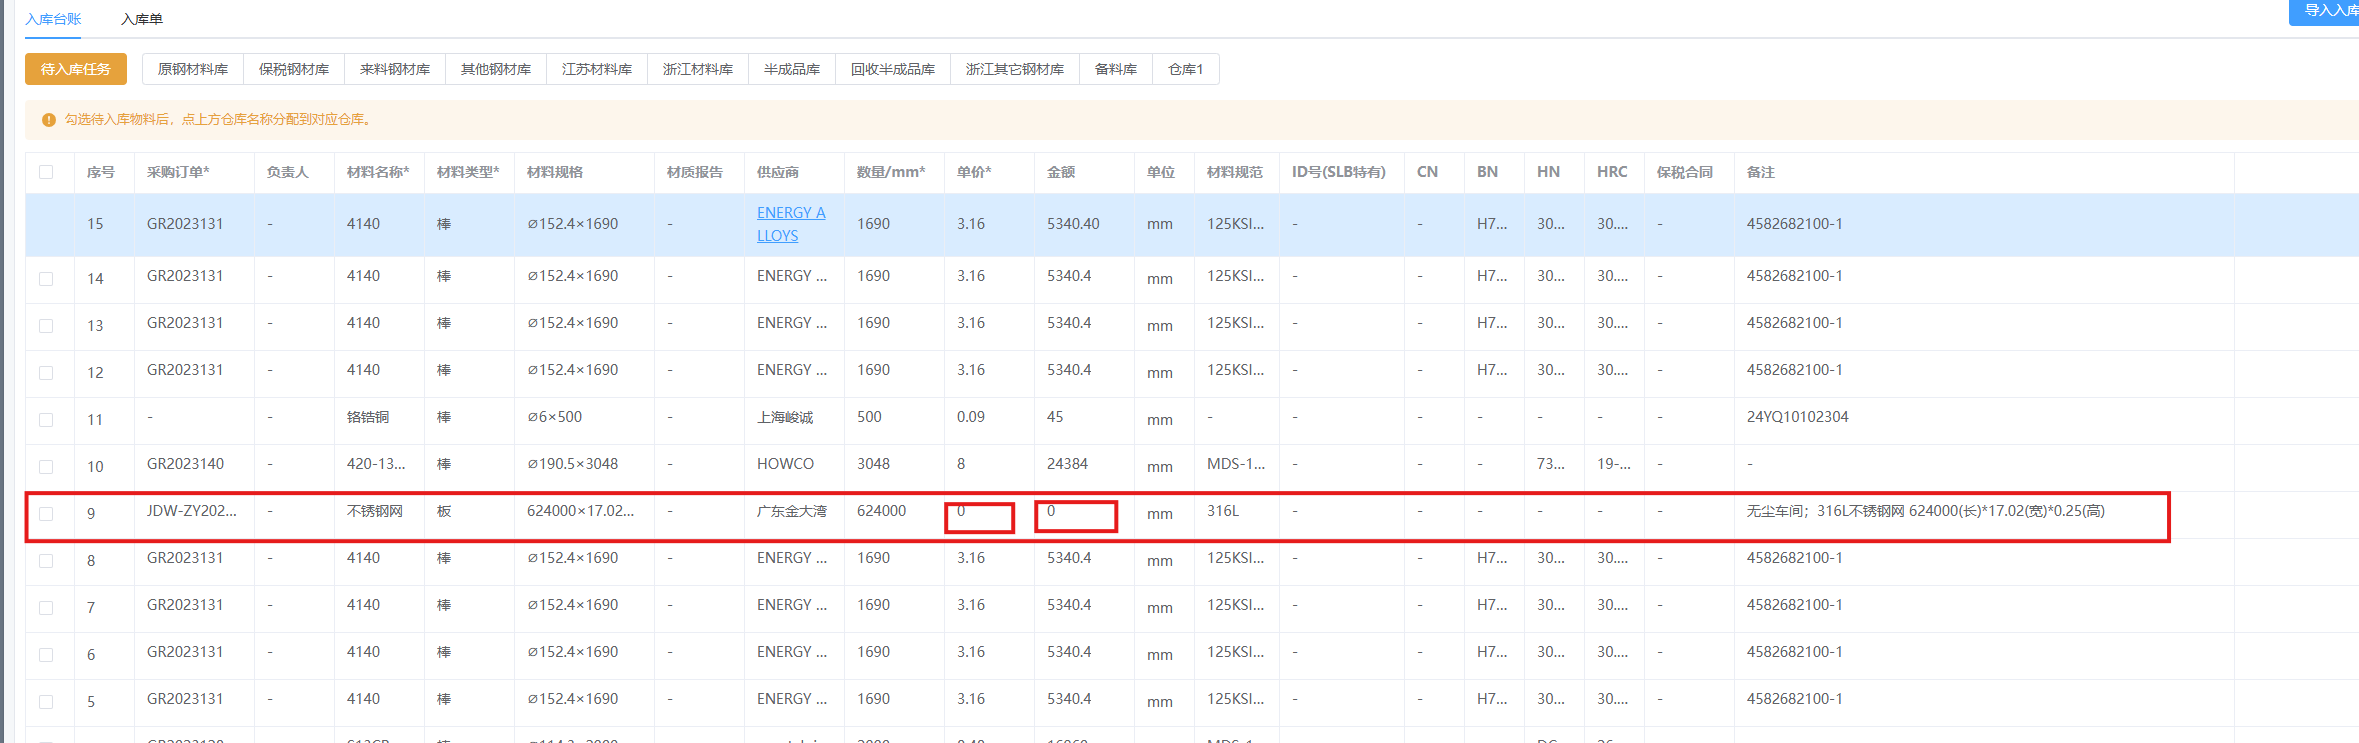 入库台账 入库单 导入入库
待入库任务 原钢材料库 保税钢材库 来料钢材库 其他钢材库 江苏材料库 浙江材料库 半成品库 回收半成品库 浙江其它钢材库 备料库 仓库1
勾选待入库物料后，点上方仓库名称分配到对应仓库。
序号 采购订单* 负责人 材料名称* 材料类型* 材料规格 材质报告 供应商 数量/mm* 单价* 金额 单位 材料规范 ID号(SLB特有) CN BN HN HRC 保税合同 备注
15 GR2023131 - 4140 棒 ∅152.4×1690 - ENERGY A
LLOYS 1690 3.16 5340.40 mm 125KSI... - - H7... 30... 30.... - 4582682100-1
14 GR2023131 - 4140 棒 ∅152.4×1690 - ENERGY ... 1690 3.16 5340.4 mm 125KSI... - - H7... 30... 30.... - 4582682100-1
13 GR2023131 - 4140 棒 ∅152.4×1690 - ENERGY ... 1690 3.16 5340.4 mm 125KSI... - - H7... 30... 30.... - 4582682100-1
12 GR2023131 - 4140 棒 ∅152.4×1690 - ENERGY ... 1690 3.16 5340.4 mm 125KSI... - - H7... 30... 30.... - 4582682100-1
11 - - 铬锆铜 棒 ∅6×500 - 上海峻诚 500 0.09 45 mm - - - - - - - 24YQ10102304
10 GR2023140 - 420-13... 棒 ∅190.5×3048 - HOWCO 3048 8 24384 mm MDS-1... - - - 73... 19-... - -
9 JDW-ZY202... - 不锈钢网 板 624000×17.02... - 广东金大湾 624000 0 0 mm 316L - - - - - - 无尘车间；316L不锈钢网 624000(长)*17.02(宽)*0.25(高)
8 GR2023131 - 4140 棒 ∅152.4×1690 - ENERGY ... 1690 3.16 5340.4 mm 125KSI... - - H7... 30... 30.... - 4582682100-1
7 GR2023131 - 4140 棒 ∅152.4×1690 - ENERGY ... 1690 3.16 5340.4 mm 125KSI... - - H7... 30... 30.... - 4582682100-1
6 GR2023131 - 4140 棒 ∅152.4×1690 - ENERGY ... 1690 3.16 5340.4 mm 125KSI... - - H7... 30... 30.... - 4582682100-1
5 GR2023131 - 4140 棒 ∅152.4×1690 - ENERGY ... 1690 3.16 5340.4 mm 125KSI... - - H7... 30... 30.... - 4582682100-1